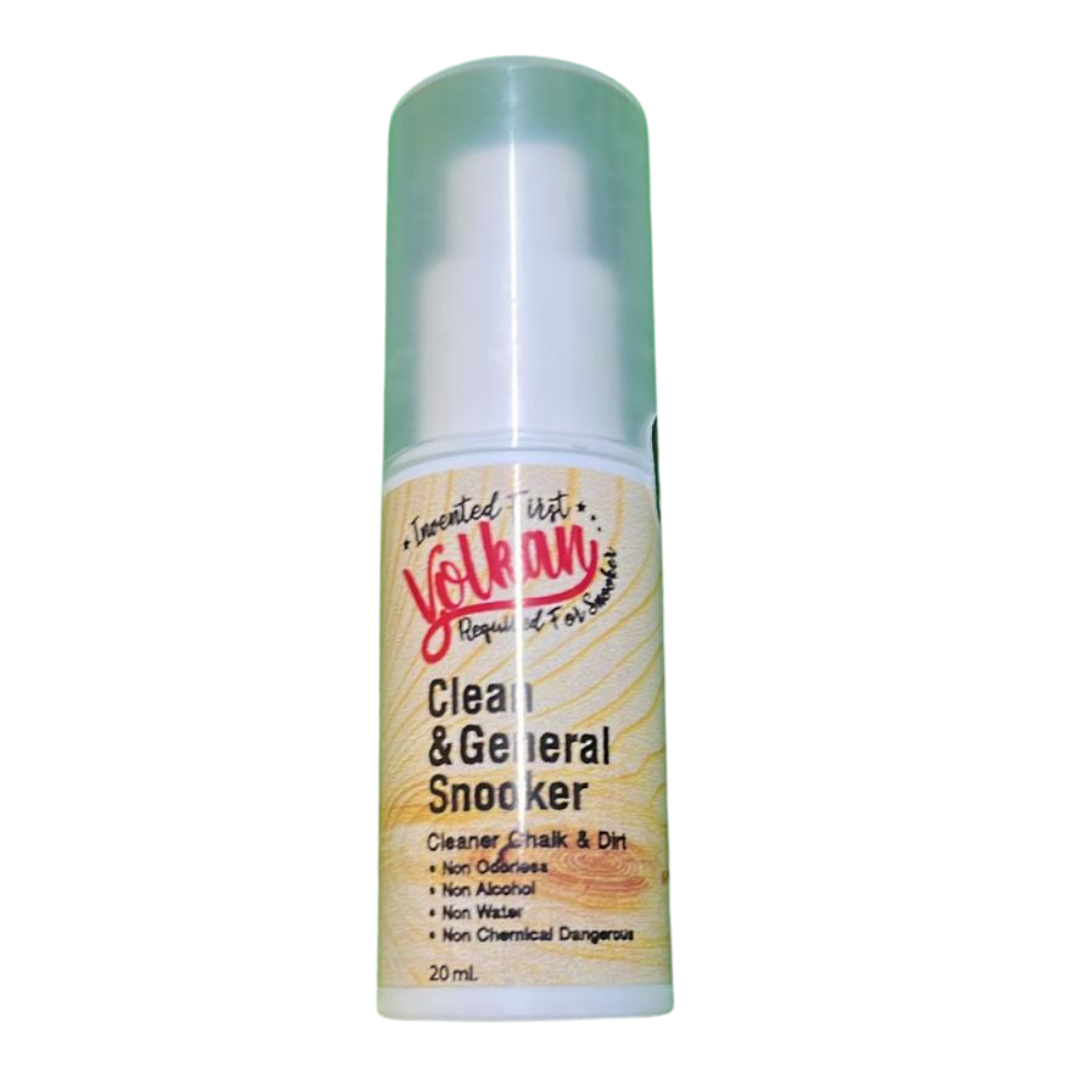 Invented First
Volkan
Required For Snooker
Clean
&General
Snooker
Cleaner Chalk & Dirt
• Non Odorless
• Non Alcohol
• Non Water
• Non Chemical Dangerous
20 ml.